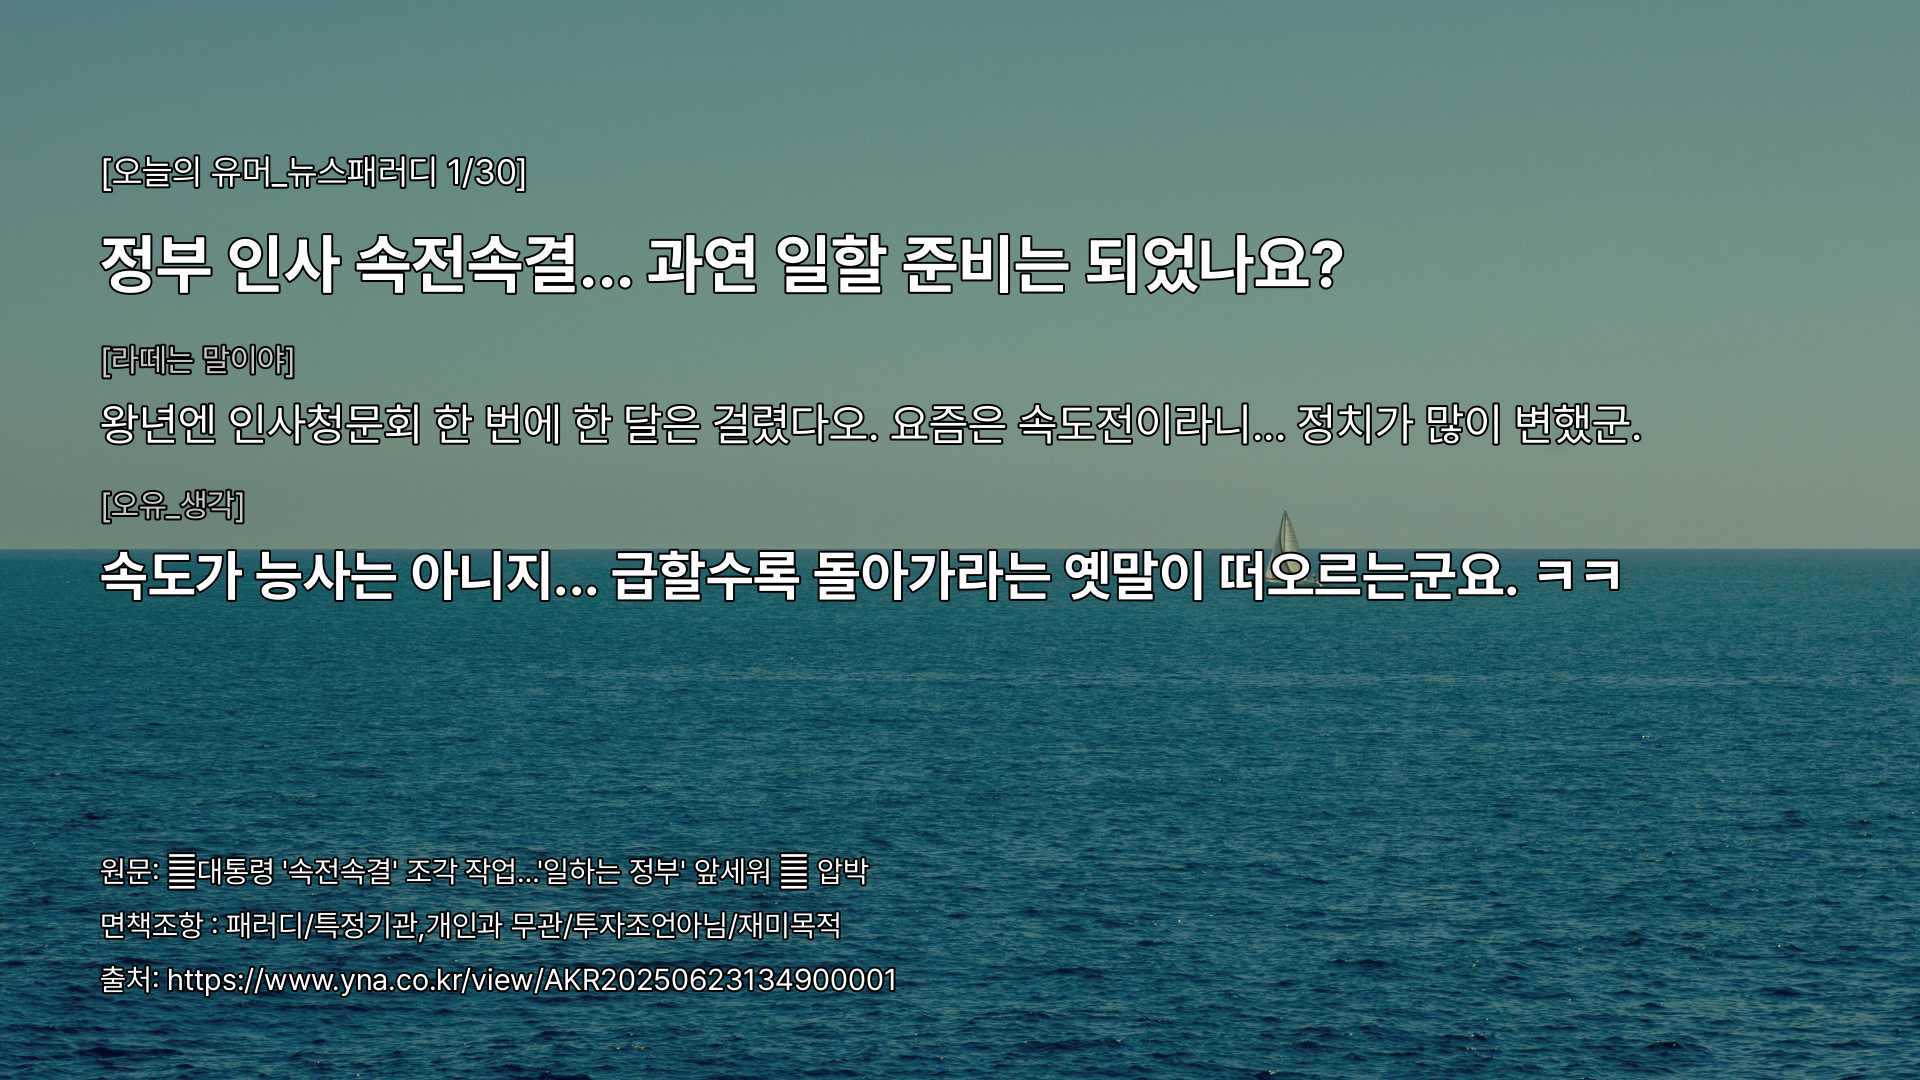 [오늘의 유머_뉴스패러디 1/30]
정부 인사 속전속결... 과연 일할 준비는 되었나요?
[라떼는 말이야]
왕년엔 인사청문회 한 번에 한 달은 걸렸다오. 요즘은 속도전이라니... 정치가 많이 변했군.
[오유_생각]
속도가 능사는 아니지... 급할수록 돌아가라는 옛말이 떠오르는군요. ㅋㅋ
원문: 대통령 '속전속결' 조각 작업...'일하는 정부' 앞세워 압박
면책조항 : 패러디/특정기관,개인과 무관/투자조언아님/재미목적
출처: https://www.yna.co.kr/view/AKR20250623134900001